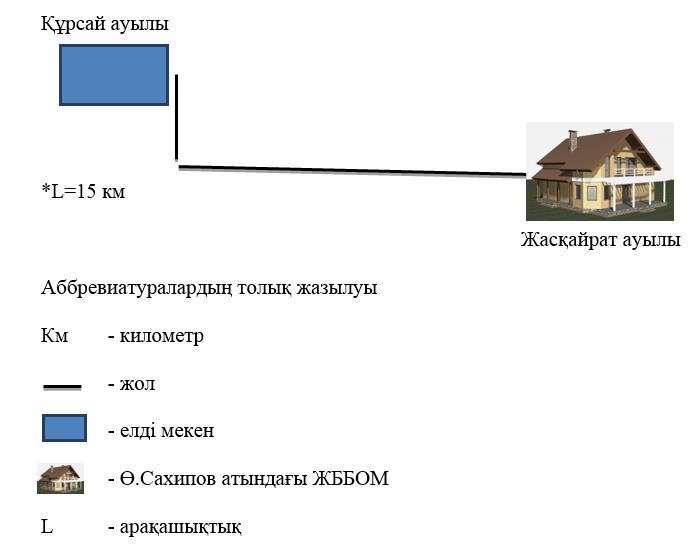 Құрсай ауылы
*L=15 км
Жасқайрат ауылы
Аббревиатуралардың толық жазылуы
Км - километр
- жол
- елді мекен
- Ө.Сахипов атындағы ЖББОМ
L - арақашықтық